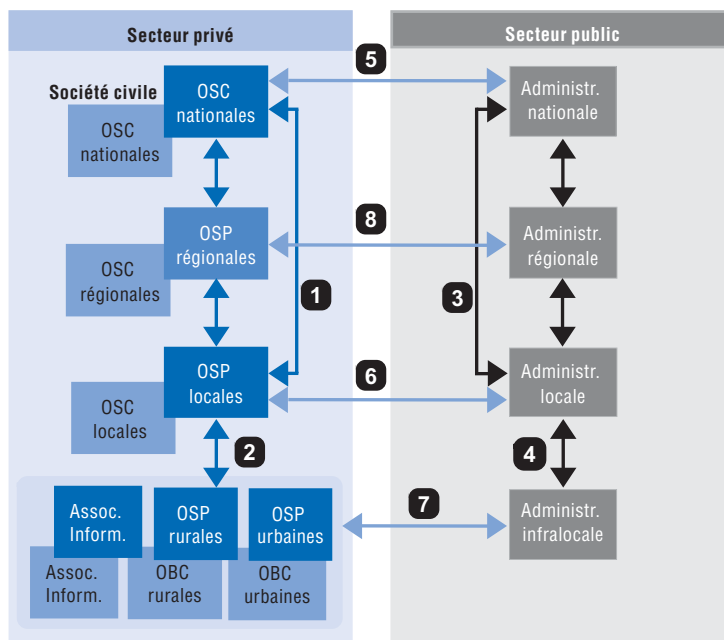 Secteur privé
Secteur public
5
Société civile
OSC
nationales
Administr.
nationale
OSC
nationales
8
OSP
régionales
Administr.
régionale
OSC
régionales
1
3
OSP
locales
Administr.
locale
6
OSC
locales
2
4
Assoc.
Inform.
OSP
rurales
OSP
urbaines
7
Administr.
infralocale
Assoc.
Inform.
OBC
rurales
OBC
urbaines